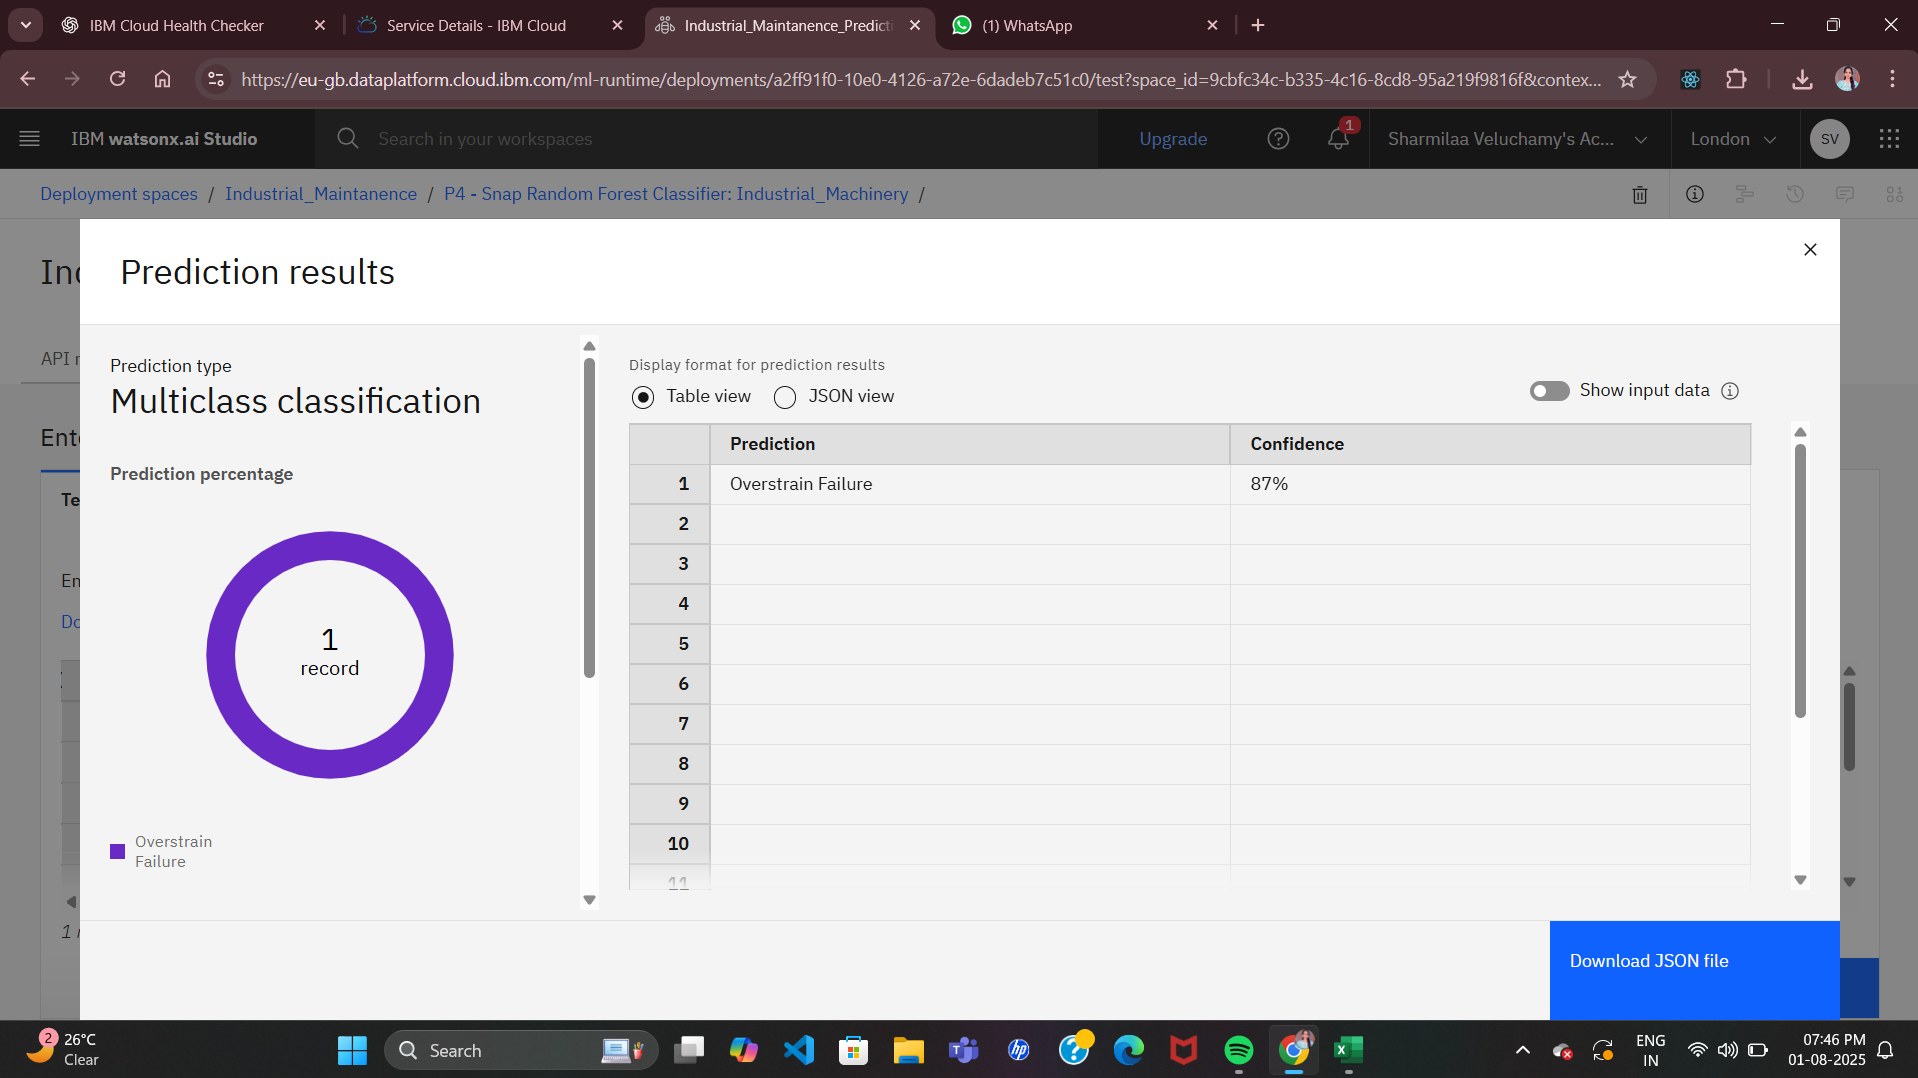 IBM Cloud Health Checker
Service Details - IBM Cloud
Industrial_Maintanence_Predicti
(1) WhatsApp
https://eu-gb.dataplatform.cloud.ibm.com/ml-runtime/deployments/a2ff91f0-10e0-4126-a72e-6dadeb7c51c0/test?space_id=9cbfc34c-b335-4c16-8cd8-95a219f9816f&contex...
IBM watsonx.ai Studio
Search in your workspaces
Upgrade
1
Sharmilaa Veluchamy's Ac...
London
SV
Deployment spaces / Industrial_Maintanence / P4 - Snap Random Forest Classifier: Industrial_Machinery /
Prediction results
API r
Ente
Te
En
Do
1 r
Prediction type
Multiclass classification
Prediction percentage
1
record
Overstrain
Failure
Display format for prediction results
Table view
JSON view
Show input data
Prediction Confidence
1 Overstrain Failure 87%
2
3
4
5
6
7
8
9
10
11
Download JSON file
2
26°C
Clear
Search
ENG
IN
07:46 PM
01-08-2025